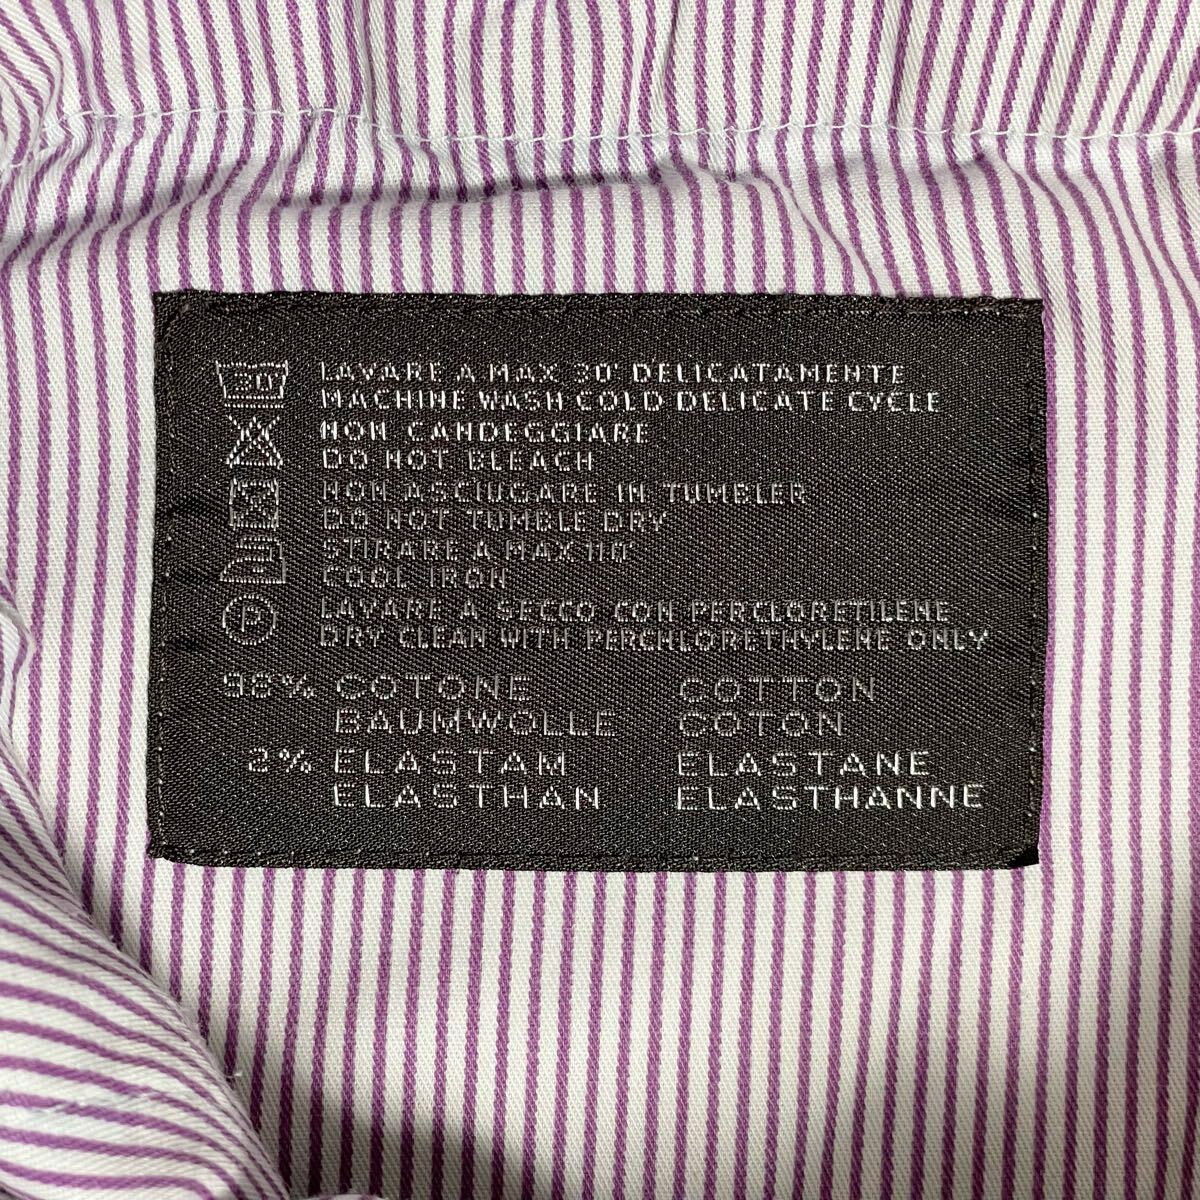 30° LAVARE A MAX 30° DELICATAMENTE
MACHINE WASH COLD DELICATE CYCLE
NON CANDEGGIARE
DO NOT BLEACH
NON ASCIUGARE IN TUMBLER
DO NOT TUMBLE DRY
STIRARE A MAX 110°
COOL IRON
P LAVARE A SECCO CON PERCLORETILENE
DRY CLEAN WITH PERCHLORETHYLENE ONLY
98% COTONE COTTON
BAUMWOLLE COTON
2% ELASTAM ELASTANE
ELASTHAN ELASTHANNE